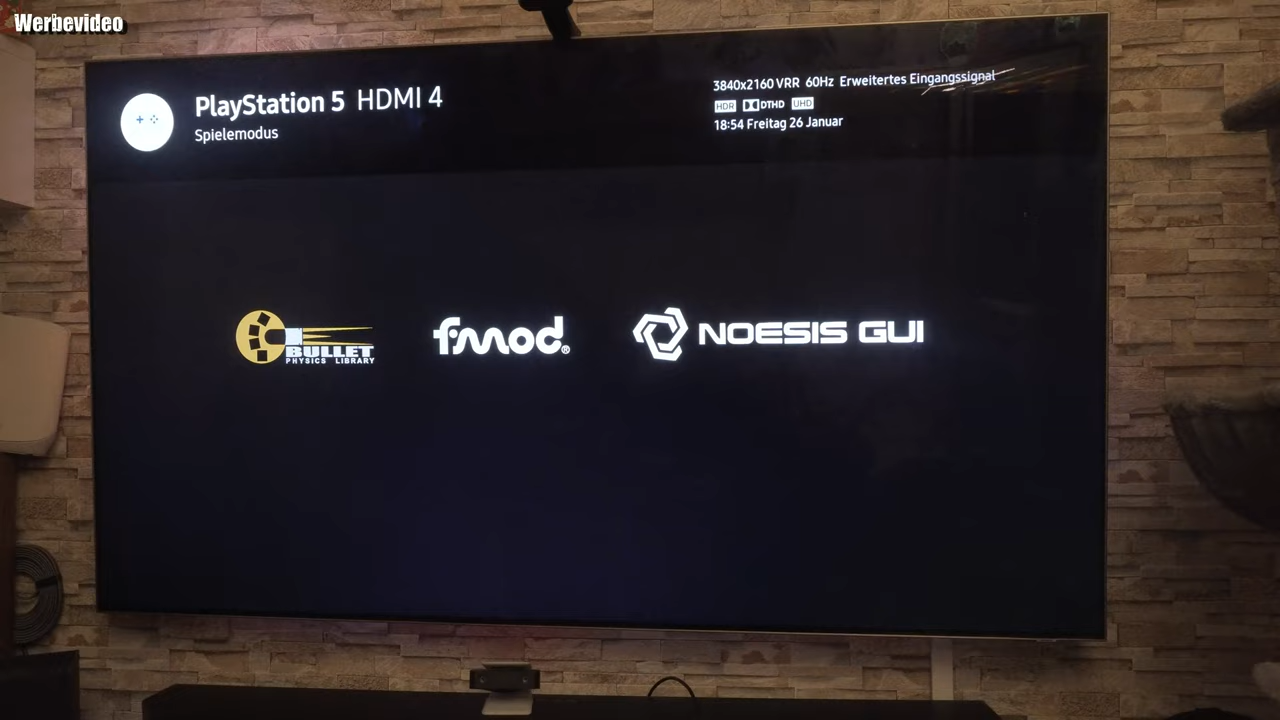 Werbevideo
PlayStation 5 HDMI 4
Spielemodus
3840x2160 VRR 60Hz Erweitertes Eingangssignal
HDR DTHD UHD
18:54 Freitag 26 Januar
BULLET
PHYSICS LIBRARY
fmod®
NOESIS GUI